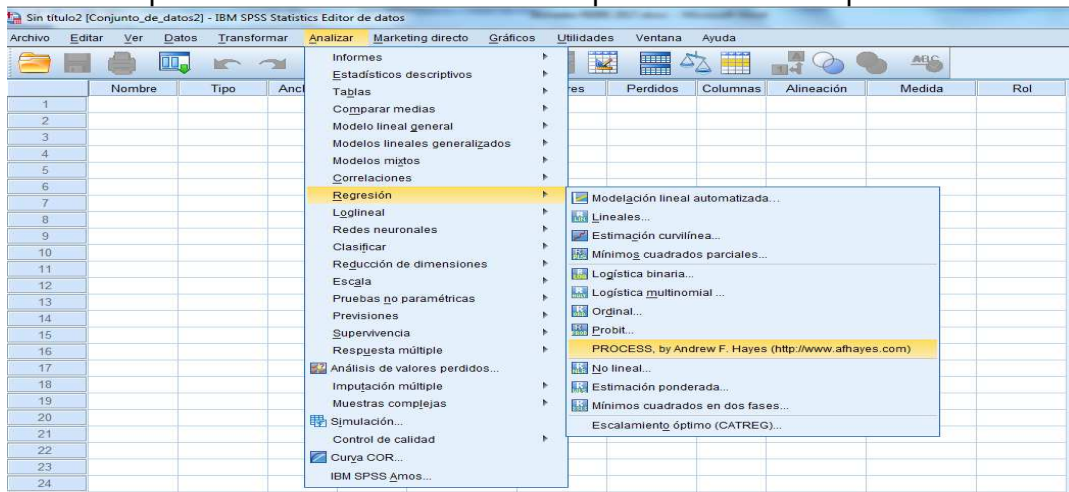 Sin título2 [Conjunto_de_datos2] - IBM SPSS Statistics Editor de datos
Archivo Editar Ver Datos Transformar Analizar Marketing directo Gráficos Utilidades Ventana Ayuda
Nombre Tipo Perdidos Columnas Alineación Medida Rol
Informes
Estadísticos descriptivos
Tablas
Comparar medias
Modelo lineal general
Modelos lineales generalizados
Modelos mixtos
Correlaciones
Regresión
Loglineal
Redes neuronales
Clasificar
Reducción de dimensiones
Escala
Pruebas no paramétricas
Previsiones
Supervivencia
Respuesta múltiple
Análisis de valores perdidos...
Imputación múltiple
Muestras complejas
Simulación...
Control de calidad
Curva COR...
IBM SPSS Amos...
Modelación lineal automatizada...
Lineales...
Estimación curvilínea...
Mínimos cuadrados parciales...
Logística binaria...
Logística multinomial ...
Ordinal...
Probit...
PROCESS, by Andrew F. Hayes (http://www.afhayes.com)
No lineal...
Estimación ponderada...
Mínimos cuadrados en dos fases...
Escalamiento óptimo (CATREG)...
1
2
3
4
5
6
7
8
9
10
11
12
13
14
15
16
17
18
19
20
21
22
23
24